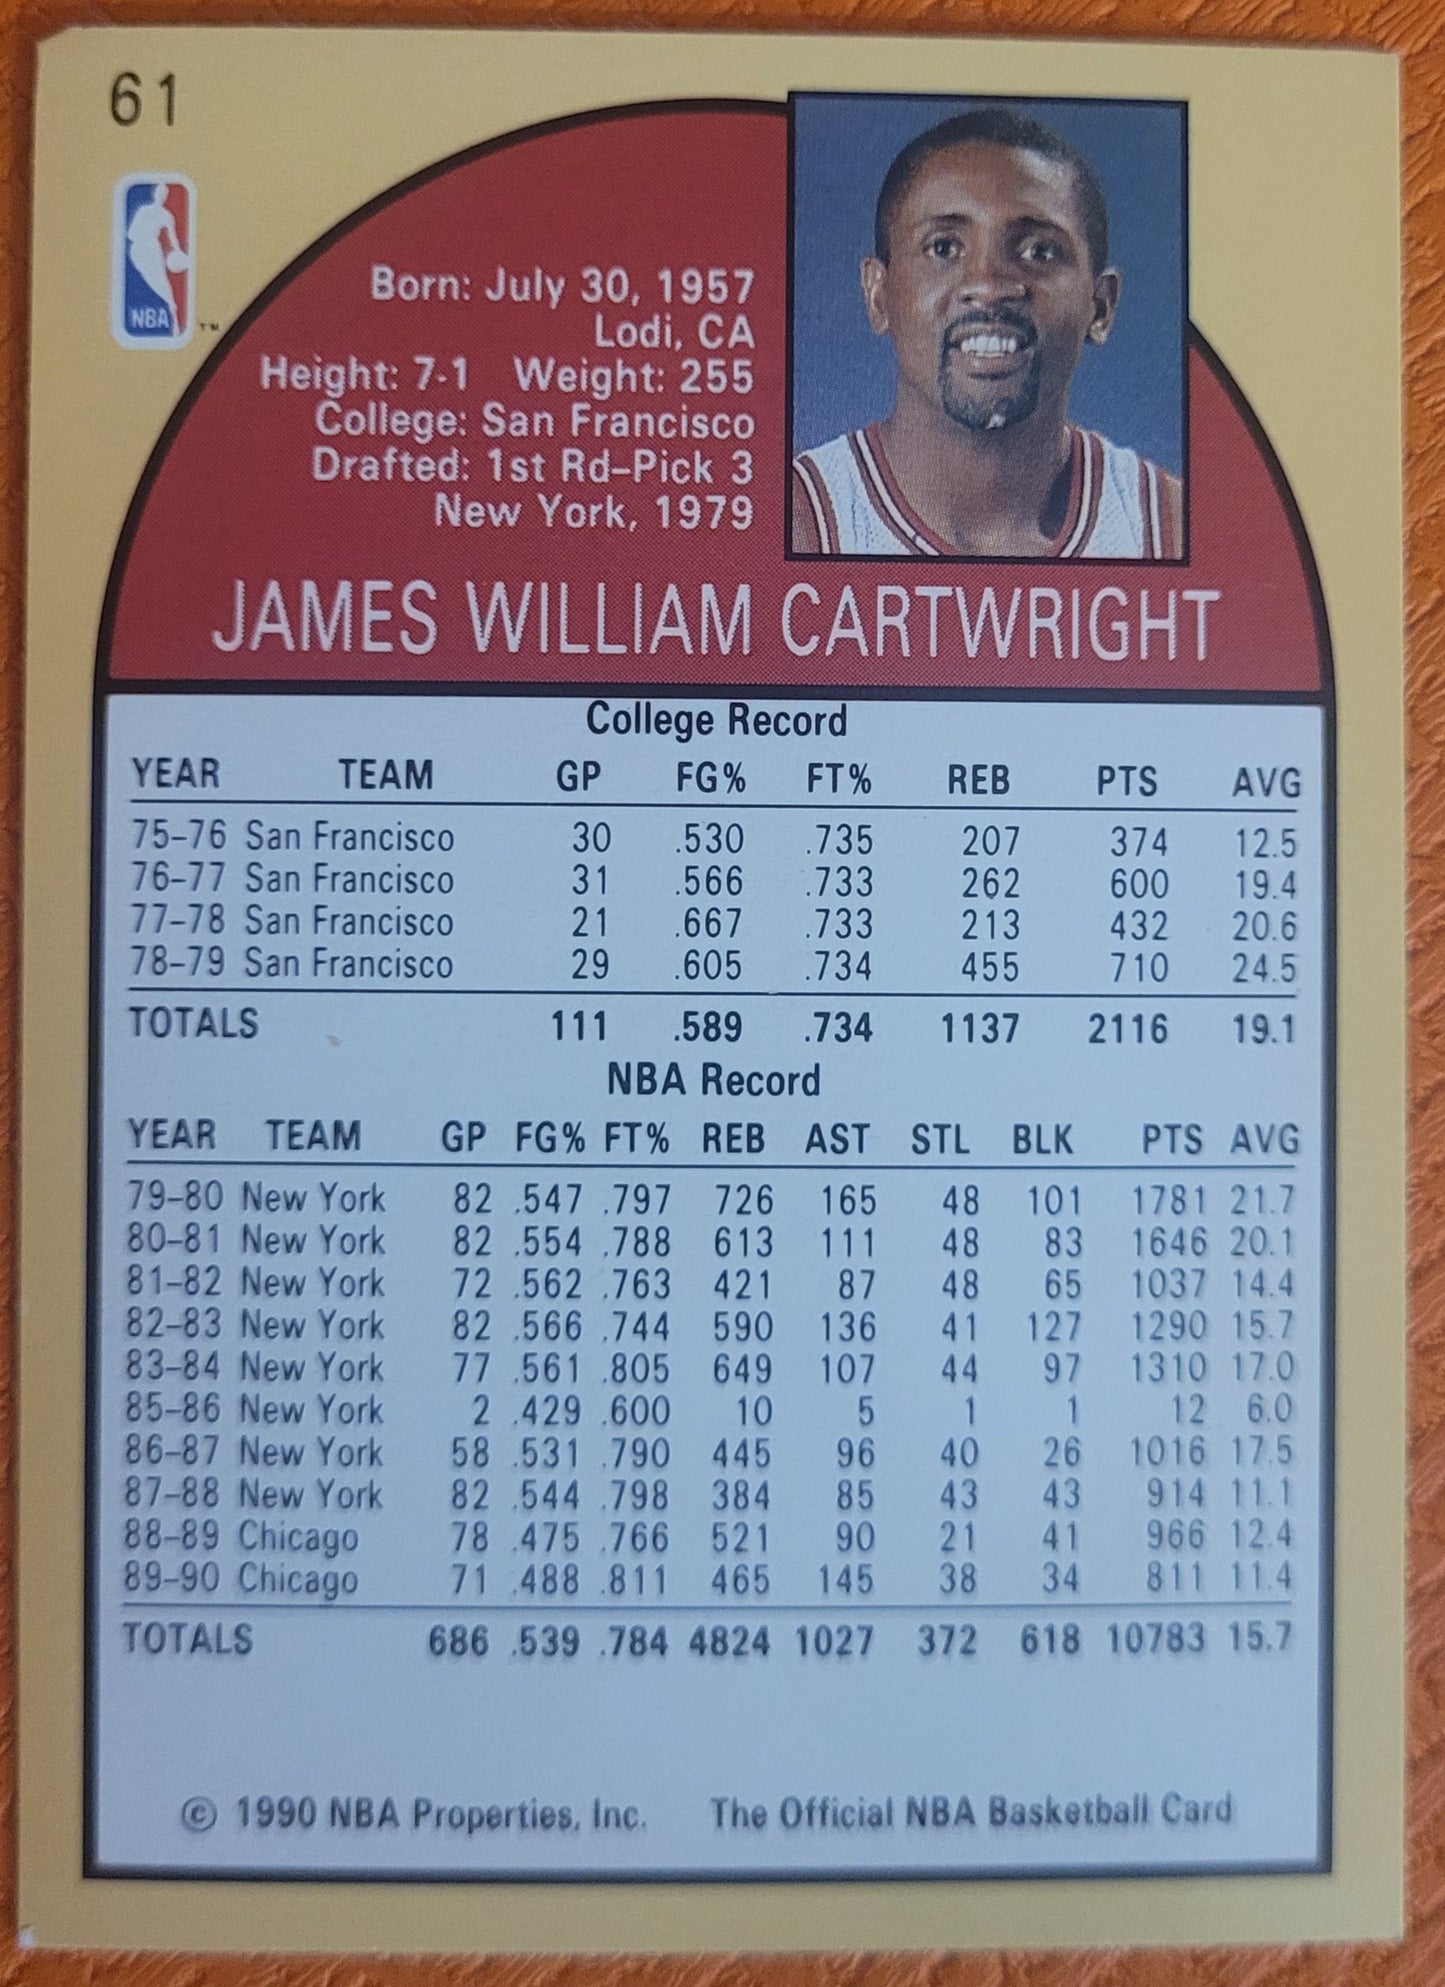 61
NBA
TM
Born: July 30, 1957
Lodi, CA
Height: 7-1 Weight: 255
College: San Francisco
Drafted: 1st Rd-Pick 3
New York, 1979
JAMES WILLIAM CARTWRIGHT
College Record
YEAR TEAM GP FG% FT% REB PTS AVG
75-76 San Francisco 30 .530 .735 207 374 12.5
76-77 San Francisco 31 .566 .733 262 600 19.4
77-78 San Francisco 21 .667 .733 213 432 20.6
78-79 San Francisco 29 .605 .734 455 710 24.5
TOTALS 111 .589 .734 1137 2116 19.1
NBA Record
YEAR TEAM GP FG% FT% REB AST STL BLK PTS AVG
79-80 New York 82 .547 .797 726 165 48 101 1781 21.7
80-81 New York 82 .554 .788 613 111 48 83 1646 20.1
81-82 New York 72 .562 .763 421 87 48 65 1037 14.4
82-83 New York 82 .566 .744 590 136 41 127 1290 15.7
83-84 New York 77 .561 .805 649 107 44 97 1310 17.0
85-86 New York 2 .429 .600 10 5 1 1 12 6.0
86-87 New York 58 .531 .790 445 96 40 26 1016 17.5
87-88 New York 82 .544 .798 384 85 43 43 914 11.1
88-89 Chicago 78 .475 .766 521 90 21 41 966 12.4
89-90 Chicago 71 .488 .811 465 145 38 34 811 11.4
TOTALS 686 .539 .784 4824 1027 372 618 10783 15.7
© 1990 NBA Properties, Inc. The Official NBA Basketball Card